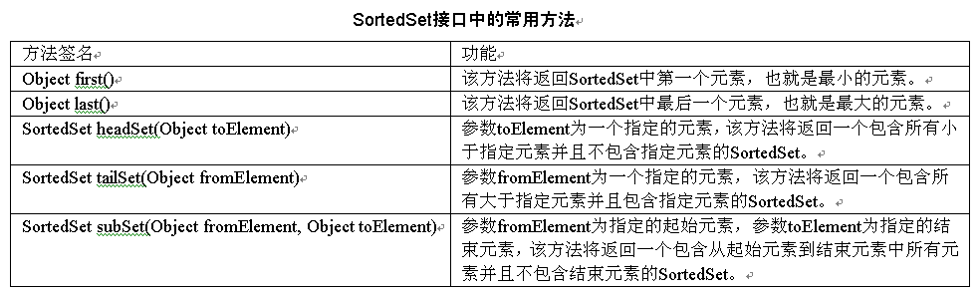 SortedSet接口中的常用方法
方法签名
功能
Object first()
该方法将返回SortedSet中第一个元素，也就是最小的元素。
Object last()
该方法将返回SortedSet中最后一个元素，也就是最大的元素。
SortedSet headSet(Object toElement)
参数toElement为一个指定的元素，该方法将返回一个包含所有小
于指定元素并且不包含指定元素的SortedSet。
SortedSet tailSet(Object fromElement)
参数fromElement为一个指定的元素，该方法将返回一个包含所
有大于指定元素并且包含指定元素的SortedSet。
SortedSet subSet(Object fromElement, Object toElement)
参数fromElement为指定的起始元素，参数toElement为指定的结
束元素，该方法将返回一个包含从起始元素到结束元素中所有元
素并且不包含结束元素的SortedSet。